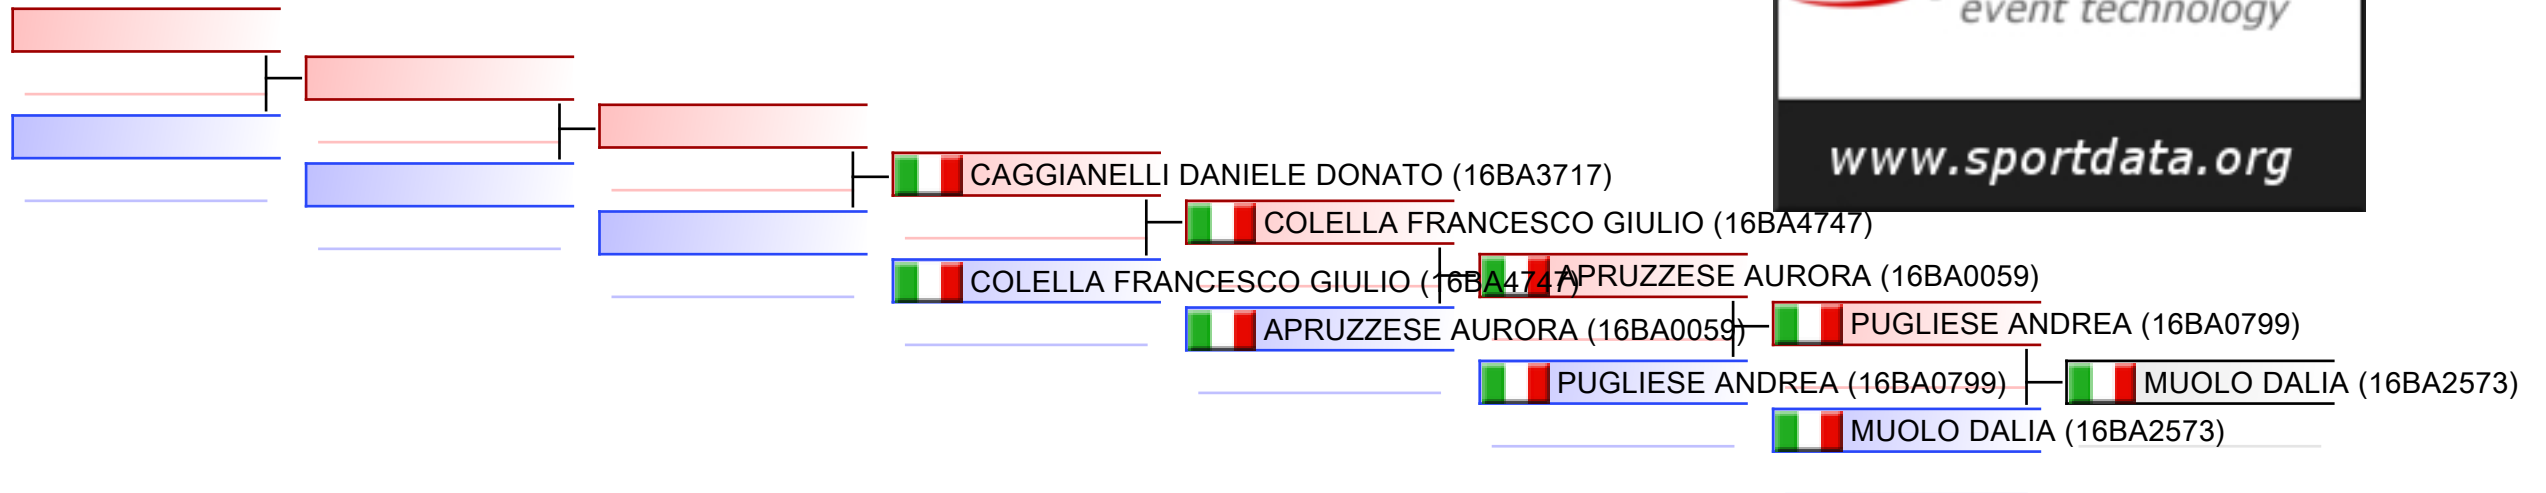 event technology
www.sportdata.org
CAGGIANELLI DANIELE DONATO (16BA3717)
COLELLA FRANCESCO GIULIO (16BA4747)
COLELLA FRANCESCO GIULIO (16BA4747)
APRUZZESE AURORA (16BA0059)
APRUZZESE AURORA (16BA0059)
PUGLIESE ANDREA (16BA0799)
PUGLIESE ANDREA (16BA0799)
MUOLO DALIA (16BA2573)
MUOLO DALIA (16BA2573)